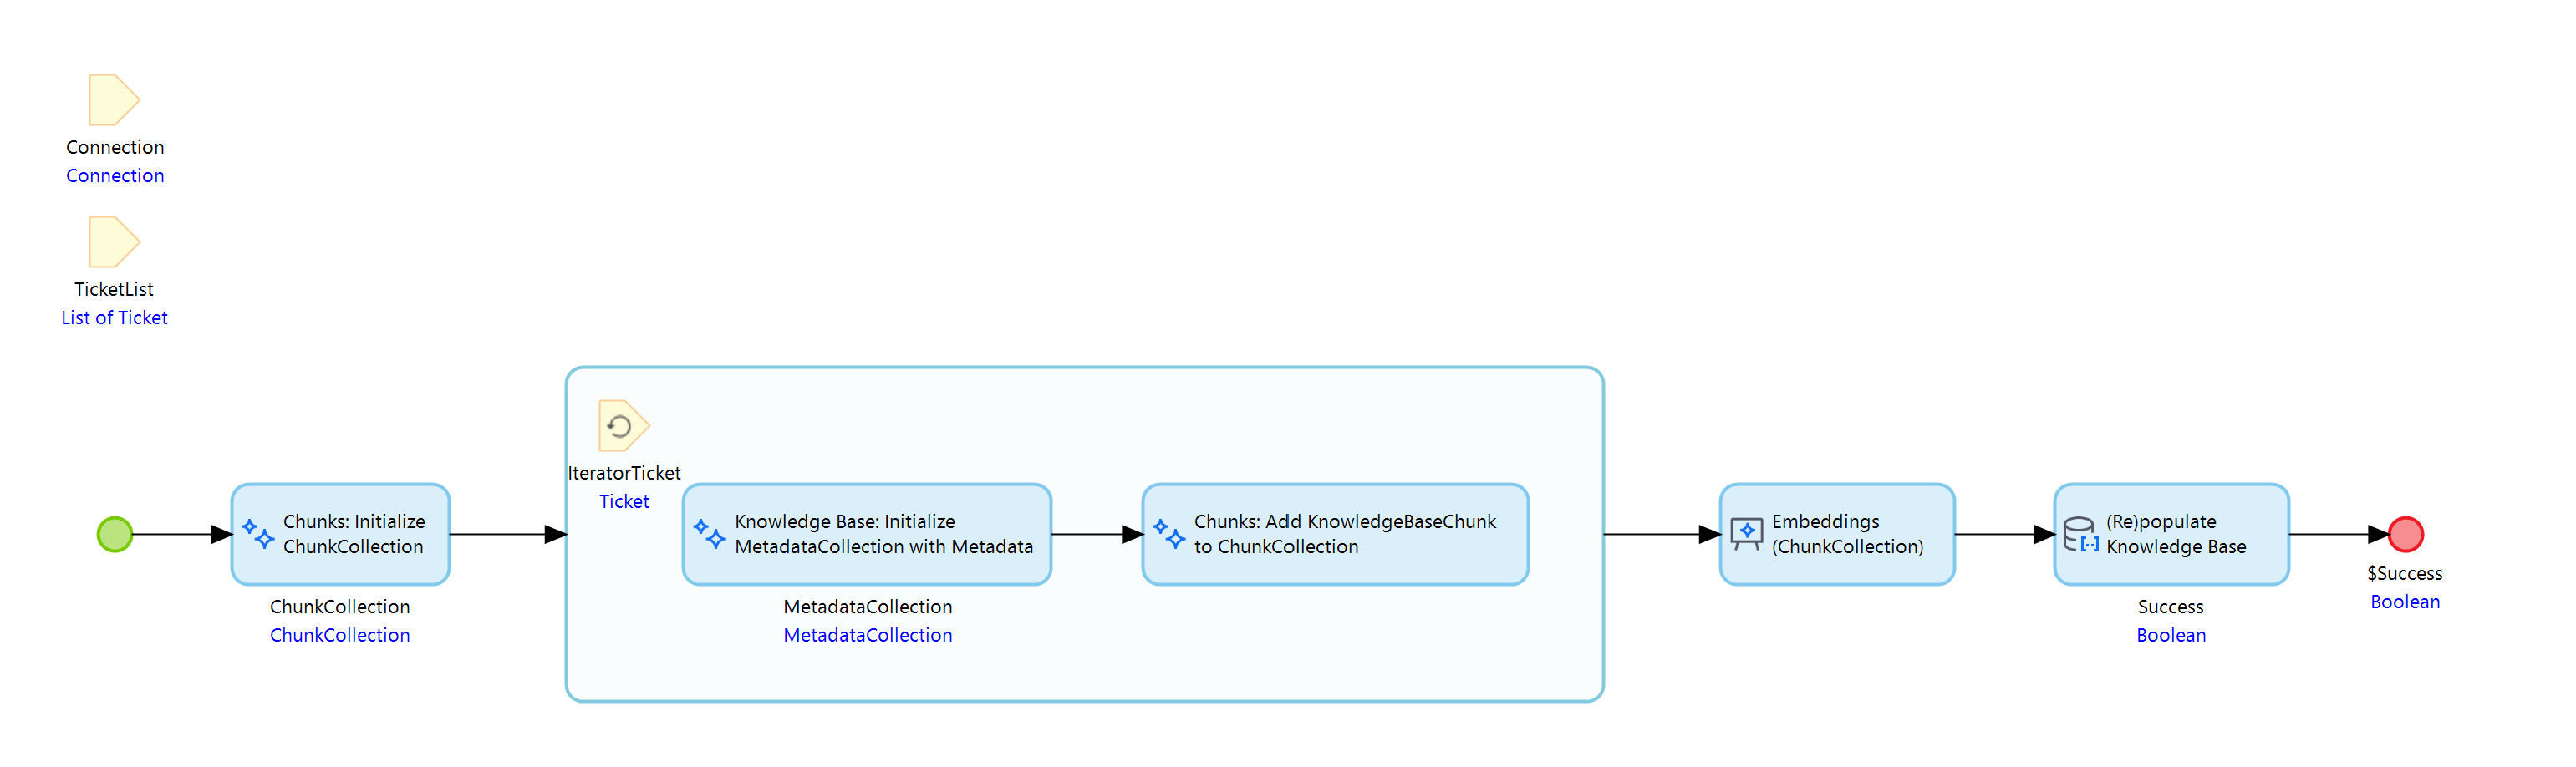 Connection
Connection
TicketList
List of Ticket
IteratorTicket
Ticket
Chunks: Initialize
ChunkCollection
ChunkCollection
ChunkCollection
Knowledge Base: Initialize
MetadataCollection with Metadata
MetadataCollection
MetadataCollection
Chunks: Add KnowledgeBaseChunk
to ChunkCollection
Embeddings
(ChunkCollection)
(Re)populate
Knowledge Base
Success
Boolean
$Success
Boolean